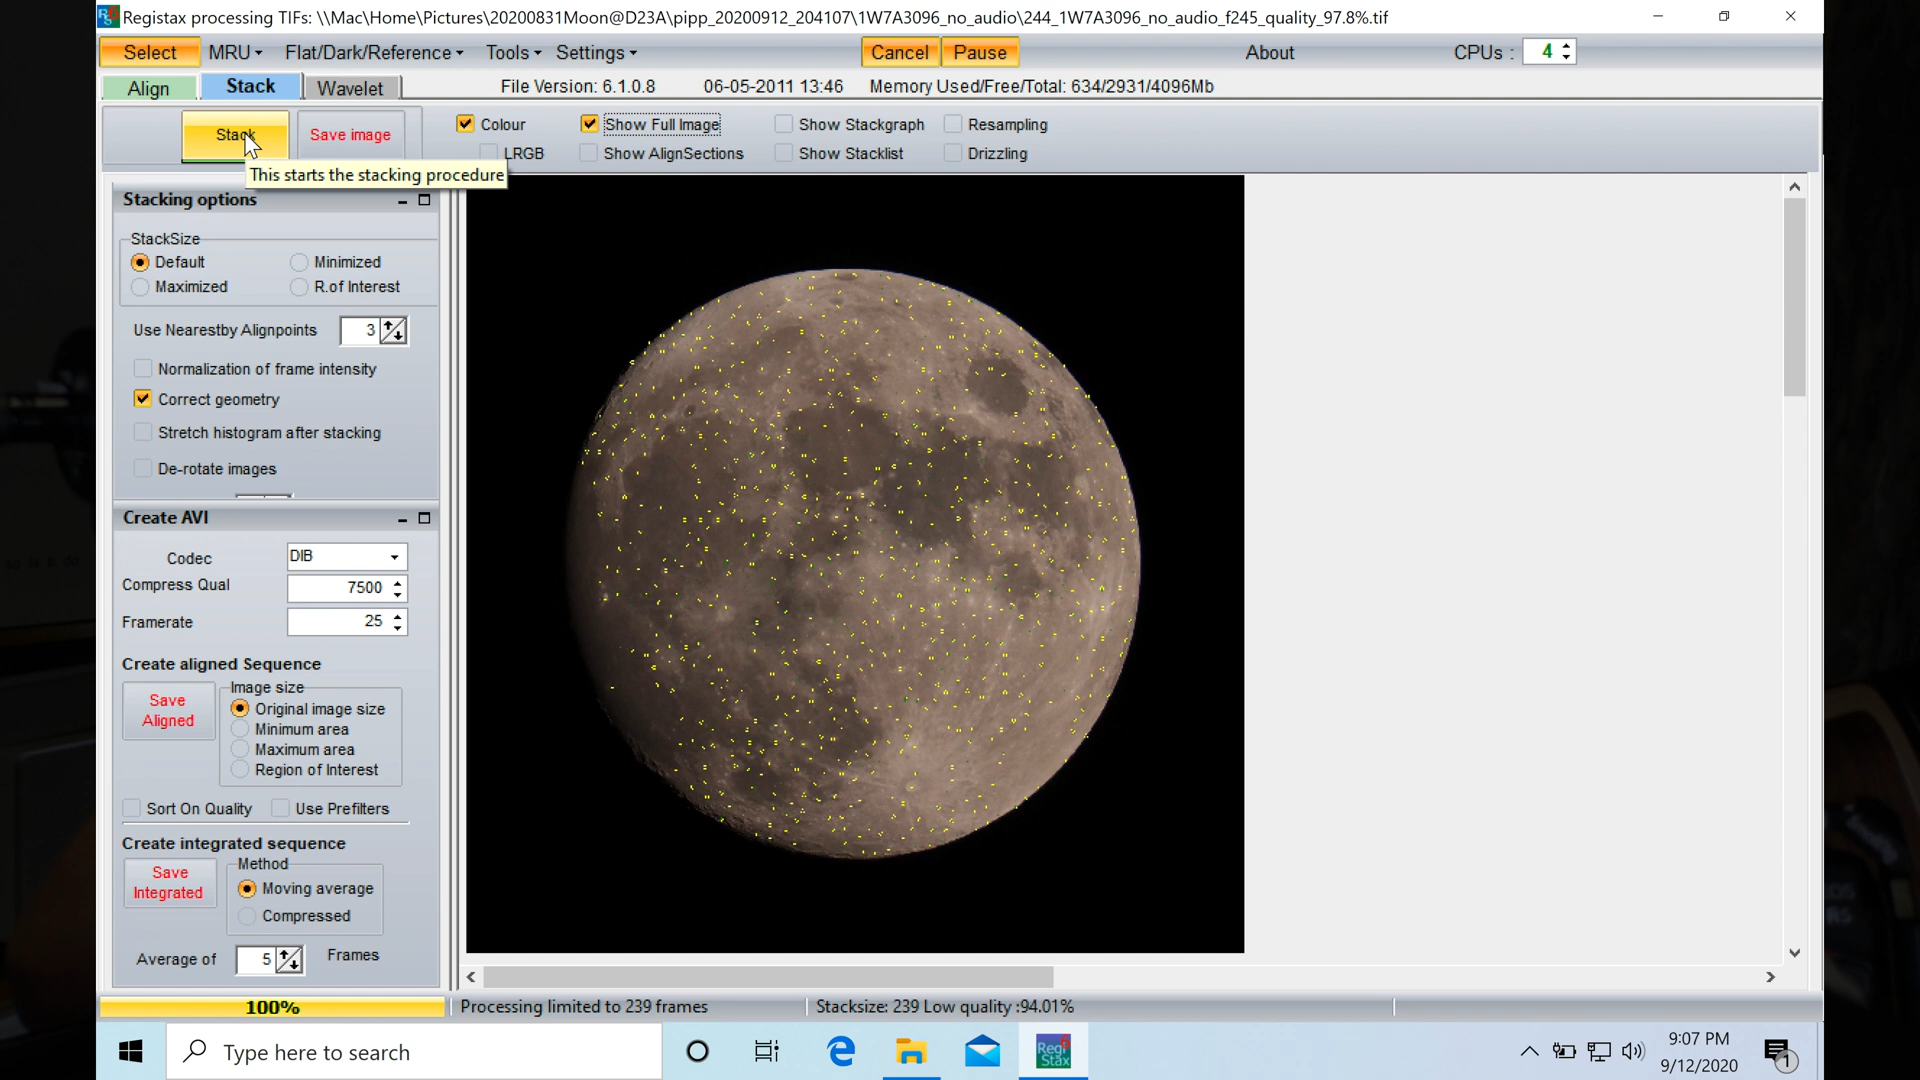 Registax processing TIFs: \\Mac\Home\Pictures\20200831Moon@D23A\pipp_20200912_204107\1W7A3096_no_audio\244_1W7A3096_no_audio_f245_quality_97.8%.tif
Select MRU Flat/Dark/Reference Tools Settings Cancel Pause About CPUs : 4
Align Stack Wavelet File Version: 6.1.0.8 06-05-2011 13:46 Memory Used/Free/Total: 634/2931/4096Mb
Stack Save image Colour Show Full Image Show Stackgraph Resampling
LRGB Show AlignSections Show Stacklist Drizzling
This starts the stacking procedure
Stacking options
StackSize
Default Minimized
Maximized R.of Interest
Use Nearestby Alignpoints 3
Normalization of frame intensity
Correct geometry
Stretch histogram after stacking
De-rotate images
Create AVI
Codec DIB
Compress Qual 7500
Framerate 25
Create aligned Sequence
Save Aligned
Image size
Original image size
Minimum area
Maximum area
Region of Interest
Sort On Quality Use Prefilters
Create integrated sequence
Save Integrated
Method
Moving average
Compressed
Average of 5 Frames
100% Processing limited to 239 frames Stacksize: 239 Low quality :94.01%
Type here to search
Regi
Stax
6
9:07 PM
9/12/2020
1